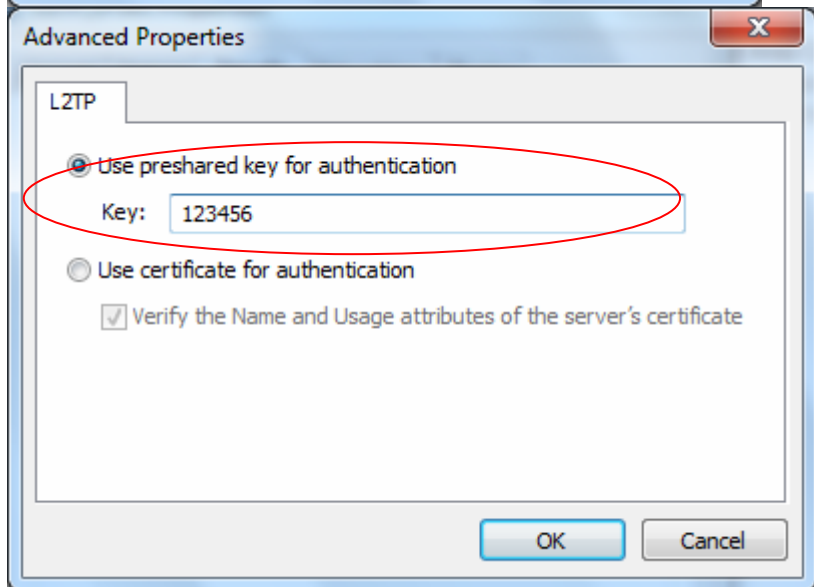 Advanced Properties
L2TP
Use preshared key for authentication
Key: 123456
Use certificate for authentication
Verify the Name and Usage attributes of the server's certificate
OK Cancel